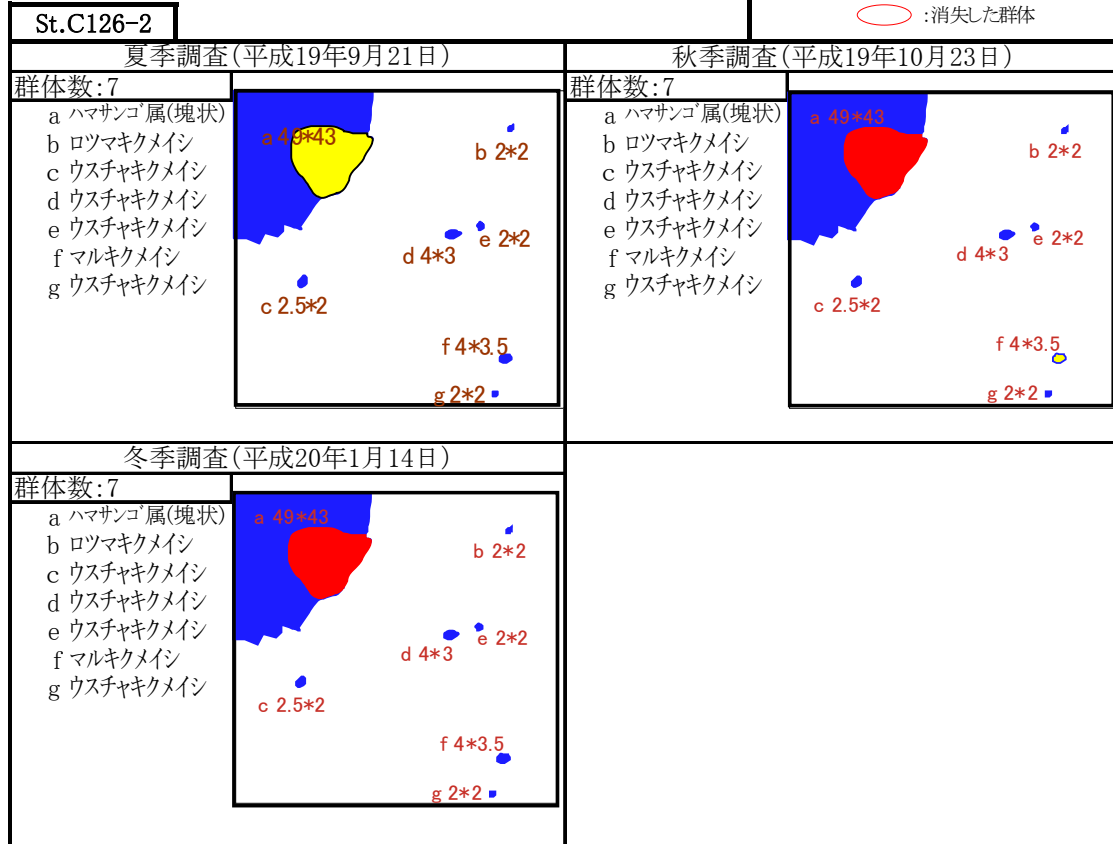 St.C126-2
:消失した群体
夏季調査(平成19年9月21日)
群体数:7
a ハマサンゴ属(塊状)
b ロツマキクメイシ
c ウスチャキクメイシ
d ウスチャキクメイシ
e ウスチャキクメイシ
f マルキクメイシ
g ウスチャキクメイシ
a 49*43
b 2*2
e 2*2
d 4*3
c 2.5*2
f 4*3.5
g 2*2
秋季調査(平成19年10月23日)
群体数:7
a ハマサンゴ属(塊状)
b ロツマキクメイシ
c ウスチャキクメイシ
d ウスチャキクメイシ
e ウスチャキクメイシ
f マルキクメイシ
g ウスチャキクメイシ
a 49*43
b 2*2
e 2*2
d 4*3
c 2.5*2
f 4*3.5
g 2*2
冬季調査(平成20年1月14日)
群体数:7
a ハマサンゴ属(塊状)
b ロツマキクメイシ
c ウスチャキクメイシ
d ウスチャキクメイシ
e ウスチャキクメイシ
f マルキクメイシ
g ウスチャキクメイシ
a 49*43
b 2*2
e 2*2
d 4*3
c 2.5*2
f 4*3.5
g 2*2